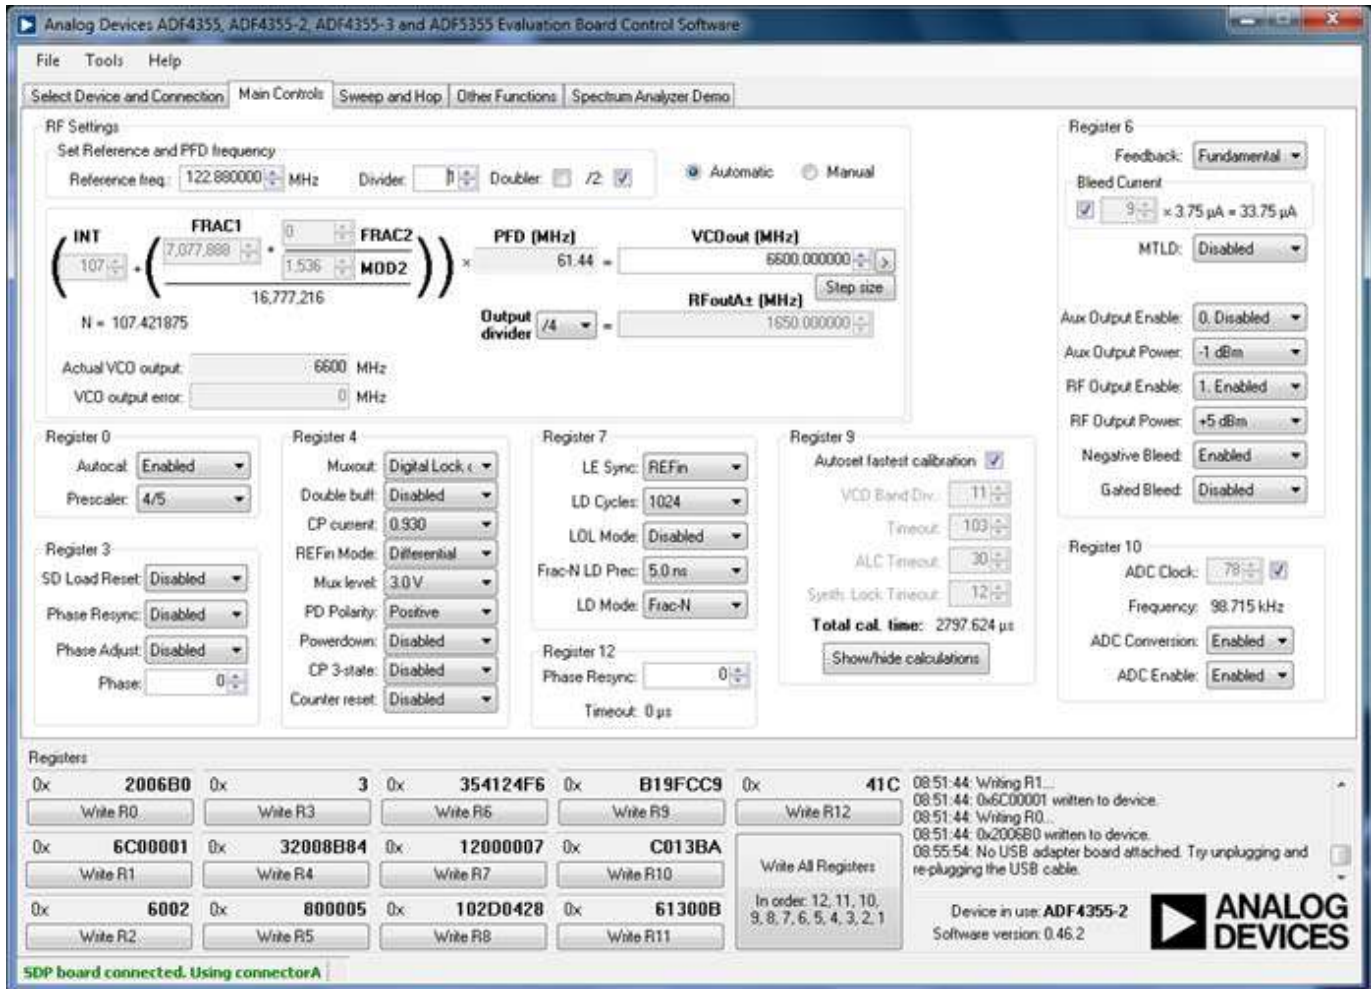 Analog Devices ADF4355, ADF4355-2, ADF4355-3 and ADF5355 Evaluation Board Control Software
File Tools Help
Select Device and Connection Main Controls Sweep and Hop Other Functions Spectrum Analyzer Demo
RF Settings
Set Reference and PFD frequency
Reference freq.: 122.880000 MHz Divider: 1 Doubler: /2:
Automatic Manual
INT
107
+
FRAC1
7,077,888
+
0
FRAC2
1,536
MOD2
16,777,216
×
PFD (MHz)
61.44
=
VCOout (MHz)
6600.000000
>
Step size
Output divider /4 =
RFoutA± (MHz)
1650.000000
N = 107.421875
Actual VCO output: 6600 MHz
VCO output error: 0 MHz
Register 0
Autocal: Enabled
Prescaler: 4/5
Register 3
SD Load Reset: Disabled
Phase Resync: Disabled
Phase Adjust: Disabled
Phase: 0
Register 4
Muxout: Digital Lock
Double buff: Disabled
CP current: 0.930
REFin Mode: Differential
Mux level: 3.0 V
PD Polarity: Positive
Powerdown: Disabled
CP 3-state: Disabled
Counter reset: Disabled
Register 7
LE Sync: REFin
LD Cycles: 1024
LOL Mode: Disabled
Frac-N LD Prec: 5.0 ns
LD Mode: Frac-N
Register 12
Phase Resync: 0
Timeout: 0 µs
Register 9
Autoset fastest calibration
VCO Band Div.: 11
Timeout: 103
ALC Timeout: 30
Synth. Lock Timeout: 12
Total cal. time: 2797.624 µs
Show/hide calculations
Register 6
Feedback: Fundamental
Bleed Current
9 × 3.75 µA = 33.75 µA
MTLD: Disabled
Aux Output Enable: 0. Disabled
Aux Output Power: -1 dBm
RF Output Enable: 1. Enabled
RF Output Power: +5 dBm
Negative Bleed: Enabled
Gated Bleed: Disabled
Register 10
ADC Clock: 78
Frequency: 98.715 kHz
ADC Conversion: Enabled
ADC Enable: Enabled
Registers
0x 2006B0 0x 3 0x 354124F6 0x B19FCC9 0x 41C
Write R0 Write R3 Write R6 Write R9 Write R12
0x 6C00001 0x 32008B84 0x 12000007 0x C013BA
Write R1 Write R4 Write R7 Write R10
0x 6002 0x 800005 0x 102D0428 0x 61300B
Write R2 Write R5 Write R8 Write R11
Write All Registers
In order: 12, 11, 10,
9, 8, 7, 6, 5, 4, 3, 2, 1
08:51:44: Writing R1...
08:51:44: 0x6C00001 written to device.
08:51:44: Writing R0...
08:51:44: 0x2006B0 written to device.
08:55:54: No USB adapter board attached. Try unplugging and
re-plugging the USB cable.
Device in use: ADF4355-2
Software version: 0.46.2
ANALOG
DEVICES
SDP board connected. Using connectorA